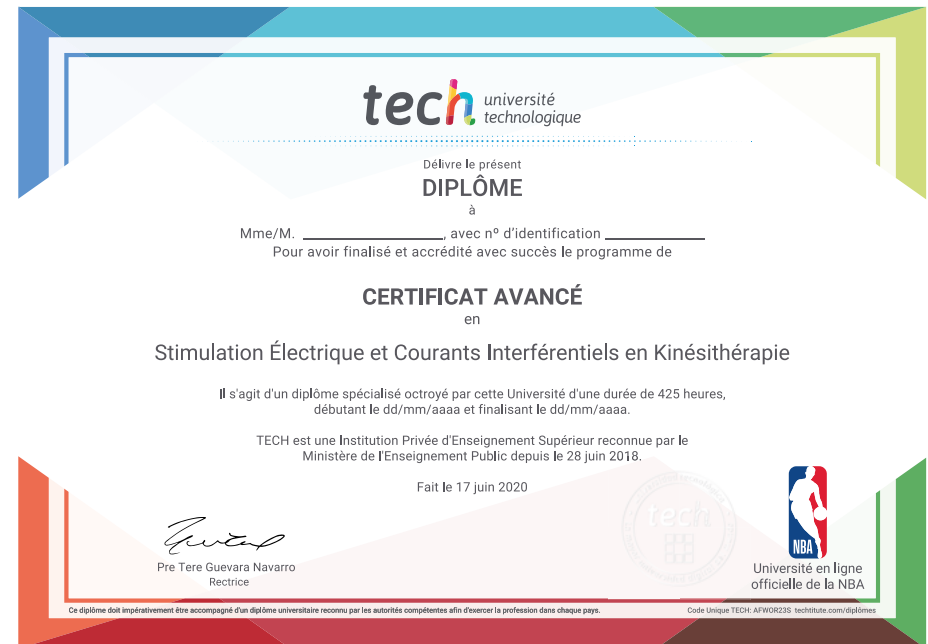 tech université
technologique
Délivre le présent
DIPLÔME
à
Mme/M. ____________________, avec nº d'identification ______________
Pour avoir finalisé et accrédité avec succès le programme de
CERTIFICAT AVANCÉ
en
Stimulation Électrique et Courants Interférentiels en Kinésithérapie
Il s'agit d'un diplôme spécialisé octroyé par cette Université d'une durée de 425 heures,
débutant le dd/mm/aaaa et finalisant le dd/mm/aaaa.
TECH est une Institution Privée d'Enseignement Supérieur reconnue par le
Ministère de l'Enseignement Public depuis le 28 juin 2018.
Fait le 17 juin 2020
tech
NBA
Pre Tere Guevara Navarro
Rectrice
Université en ligne
officielle de la NBA
Ce diplôme doit impérativement être accompagné d'un diplôme universitaire reconnu par les autorités compétentes afin d'exercer la profession dans chaque pays.
Code Unique TECH: AFWOR23S techtitute.com/diplômes